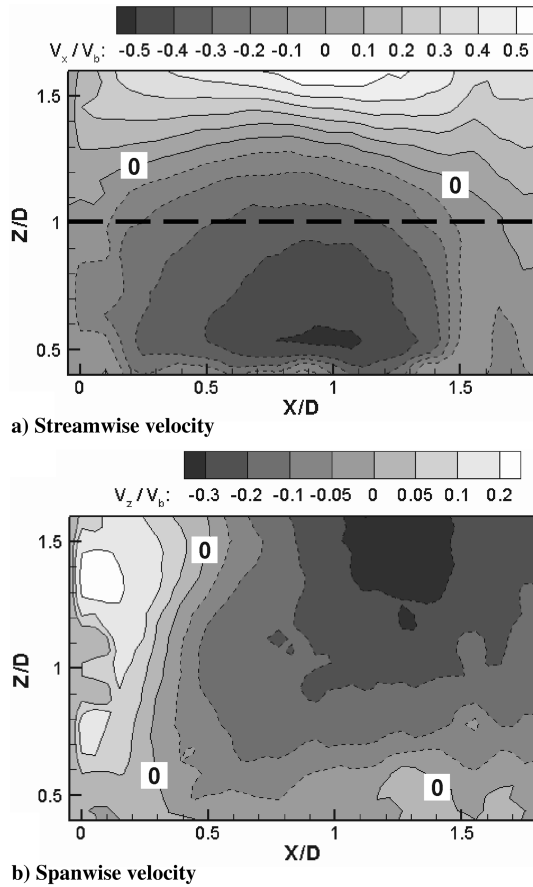 V_x / V_b: -0.5 -0.4 -0.3 -0.2 -0.1 0 0.1 0.2 0.3 0.4 0.5
1.5
0
0
1
Z/D
0.5
0 0.5 1 1.5
X/D
a) Streamwise velocity
V_z / V_b: -0.3 -0.2 -0.1 -0.05 0 0.05 0.1 0.2
1.5
0
1
Z/D
0
0
0.5
0 0.5 1 1.5
X/D
b) Spanwise velocity